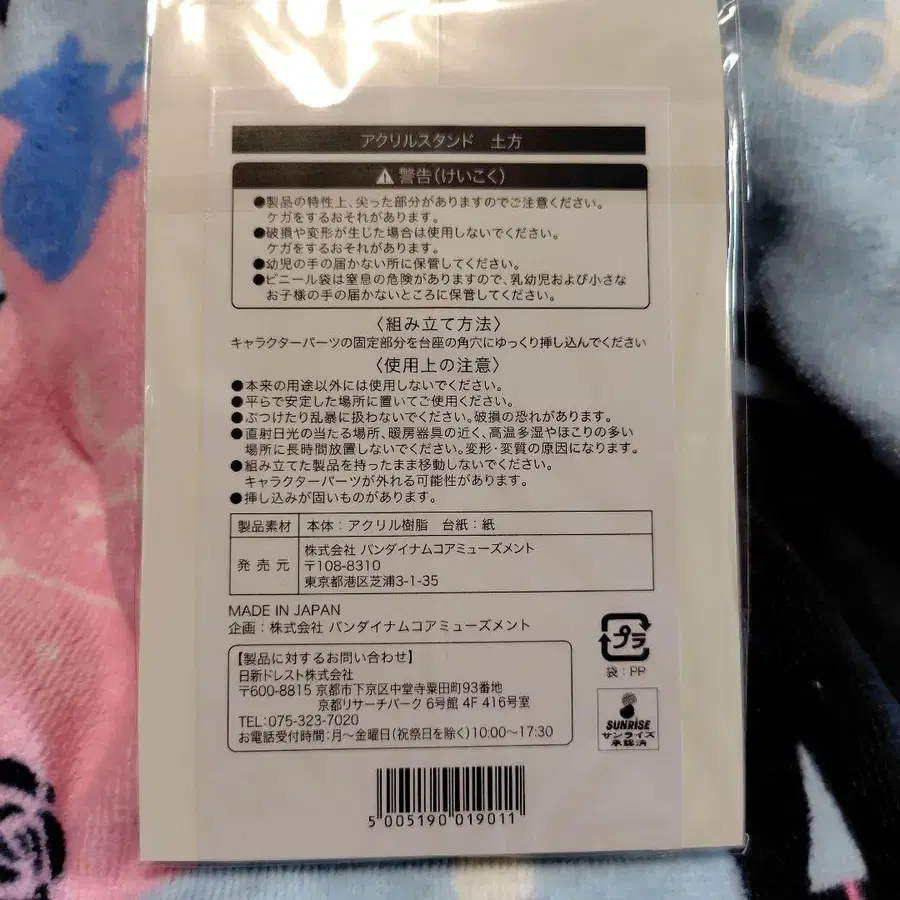 アクリルスタンド 土方
警告(けいこく)
●製品の特性上、尖った部分がありますのでご注意ください。
ケガをするおそれがあります。
●破損や変形が生じた場合は使用しないでください。
ケガをするおそれがあります。
●幼児の手の届かない所に保管してください。
●ビニール袋は窒息の危険がありますので、乳幼児および小さな
お子様の手の届かないところに保管してください。
〈組み立て方法〉
キャラクターパーツの固定部分を台座の角穴にゆっくり挿し込んでください
〈使用上の注意〉
●本来の用途以外には使用しないでください。
●平らで安定した場所に置いてご使用ください。
●ぶつけたり乱暴に扱わないでください。破損の恐れがあります。
●直射日光の当たる場所、暖房器具の近く、高温多湿やほこりの多い
場所に長時間放置しないでください。変形・変質の原因になります。
●組み立てた製品を持ったまま移動しないでください。
キャラクターパーツが外れる可能性があります。
●挿し込みが固いものがあります。
製品素材 本体：アクリル樹脂 台紙：紙
発売元 株式会社 バンダイナムコアミューズメント
〒108-8310
東京都港区芝浦3-1-35
MADE IN JAPAN
企画：株式会社 バンダイナムコアミューズメント
【製品に対するお問い合わせ】
日新ドレスト株式会社
〒600-8815 京都市下京区中堂寺粟田町93番地
京都リサーチパーク 6号館 4F 416号室
TEL：075-323-7020
お電話受付時間：月～金曜日(祝祭日を除く)10:00～17:30
プラ
袋：PP
SUNRISE
サンライズ
承認済
5 005190 019011